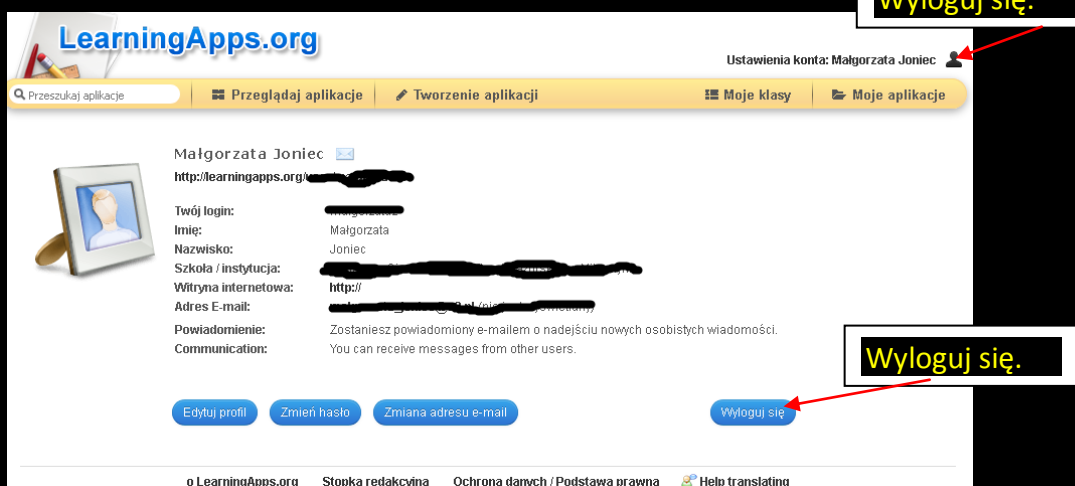 Wyloguj się.
LearningApps.org
Ustawienia konta: Małgorzata Joniec
Przeszukaj aplikacje
Przeglądaj aplikacje
Tworzenie aplikacji
Moje klasy
Moje aplikacje
Małgorzata Joniec
http://learningapps.org/
Twój login:
Imię: Małgorzata
Nazwisko: Joniec
Szkoła / instytucja:
Witryna internetowa: http://
Adres E-mail:
Powiadomienie: Zostaniesz powiadomiony e-mailem o nadejściu nowych osobistych wiadomości.
Communication: You can receive messages from other users.
Wyloguj się.
Edytuj profil
Zmień hasło
Zmiana adresu e-mail
Wyloguj się
o LearningApps.org
Stopka redakcyjna
Ochrona danych / Podstawa prawna
Help translating